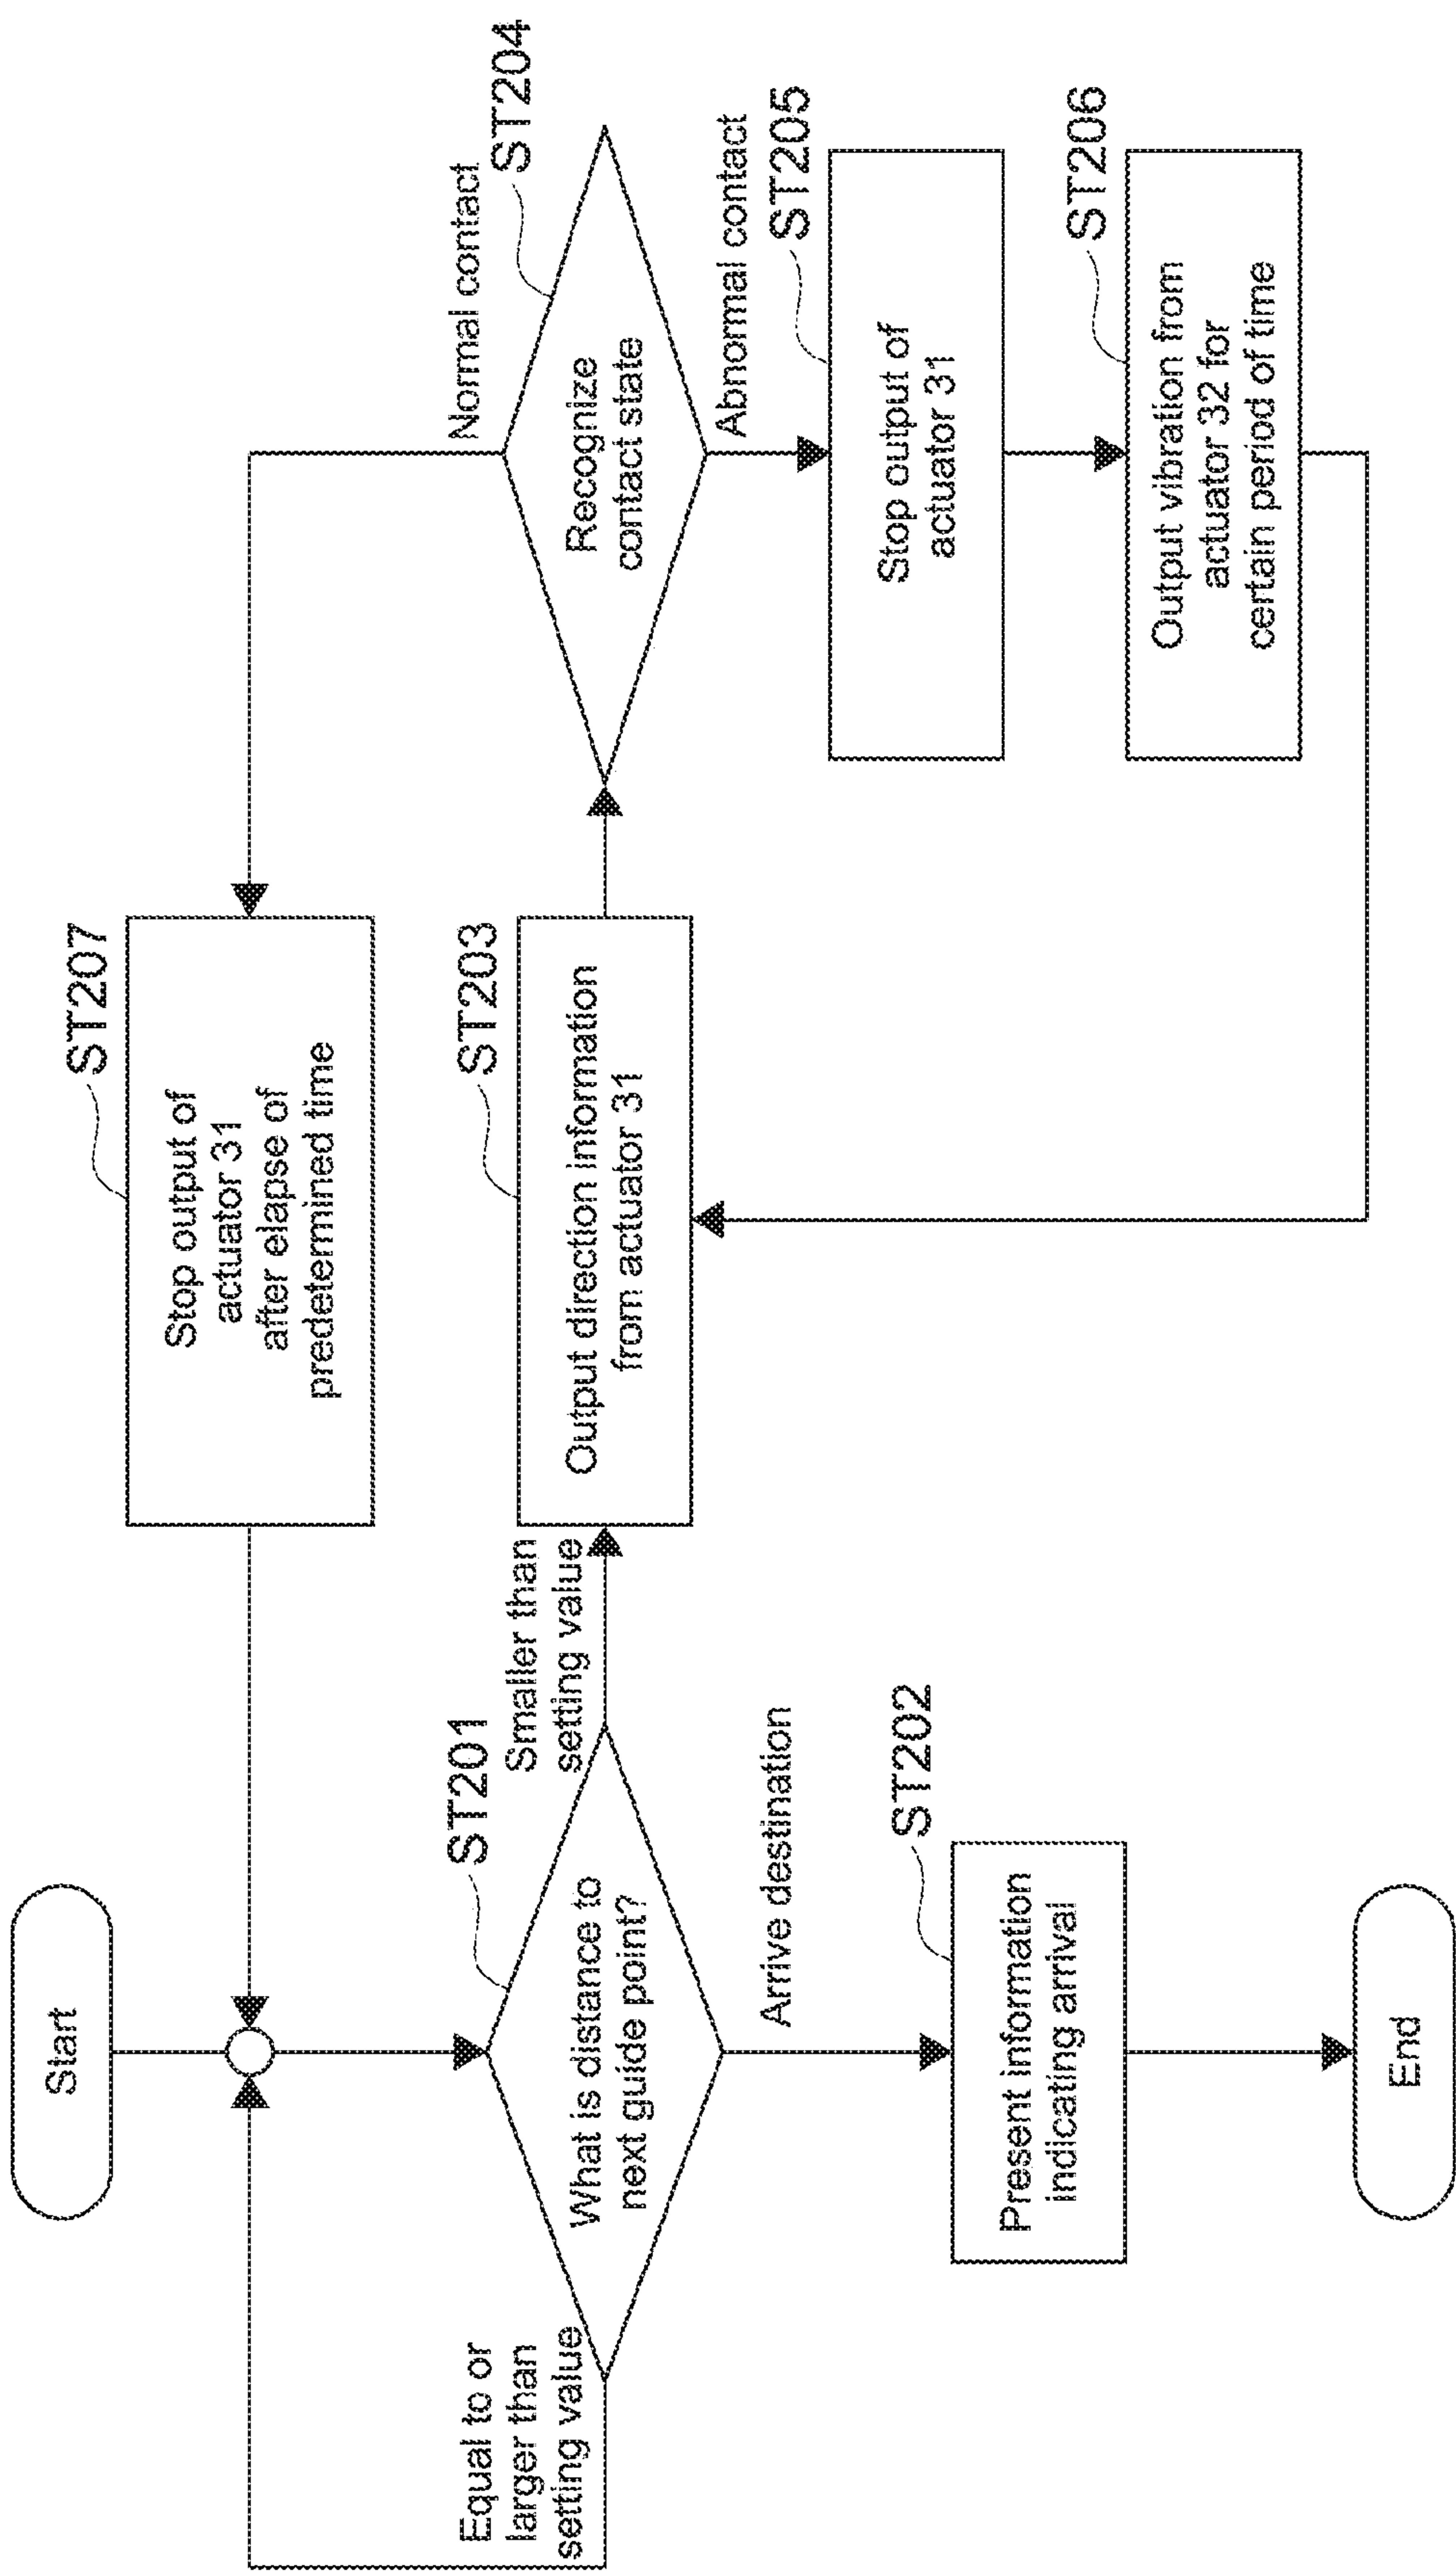 Start
ST201
What is distance to
next guide point?
Equal to or
larger than
setting value
Smaller than
setting value
Arrive destination
ST202
Present information
indicating arrival
End
ST203
Output direction information
from actuator 31
ST204
Recognize
contact state
Normal contact
Abnormal contact
ST205
Stop output of
actuator 31
ST206
Output vibration from
actuator 32 for
certain period of time
ST207
Stop output of
actuator 31
after elapse of
predetermined time